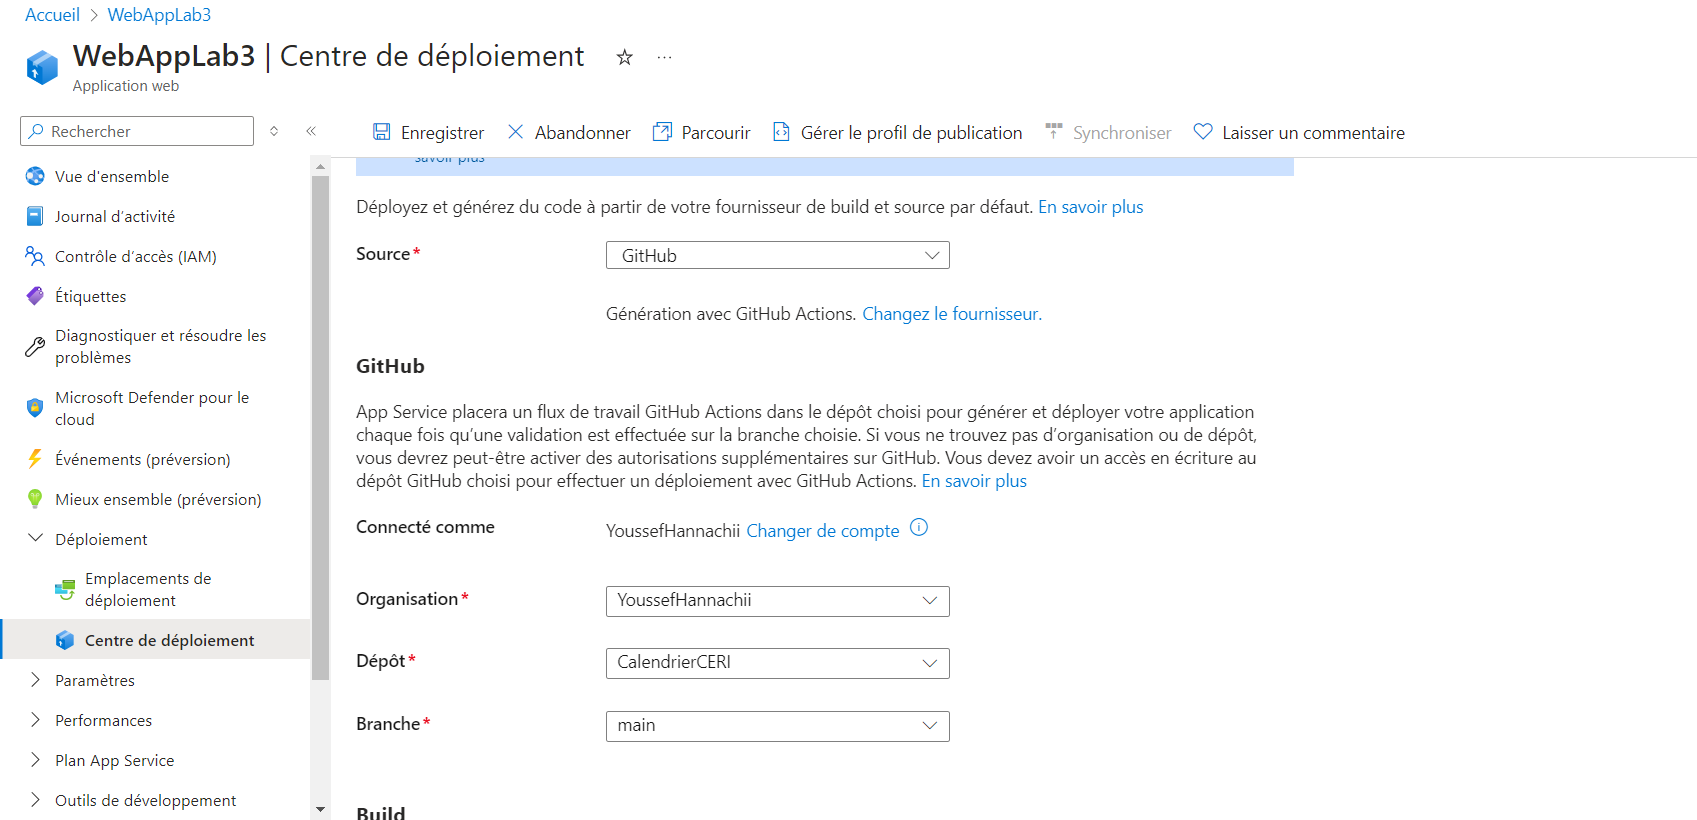 Accueil > WebAppLab3
WebAppLab3 | Centre de déploiement
Application web
Rechercher
Enregistrer
Abandonner
Parcourir
Gérer le profil de publication
Synchroniser
Laisser un commentaire
Vue d'ensemble
Journal d'activité
Contrôle d'accès (IAM)
Étiquettes
Diagnostiquer et résoudre les
problèmes
Microsoft Defender pour le
cloud
Événements (préversion)
Mieux ensemble (préversion)
Déploiement
Emplacements de
déploiement
Centre de déploiement
Paramètres
Performances
Plan App Service
Outils de développement
savoir plus
Déployez et générez du code à partir de votre fournisseur de build et source par défaut. En savoir plus
Source*
GitHub
Génération avec GitHub Actions. Changez le fournisseur.
GitHub
App Service placera un flux de travail GitHub Actions dans le dépôt choisi pour générer et déployer votre application
chaque fois qu'une validation est effectuée sur la branche choisie. Si vous ne trouvez pas d'organisation ou de dépôt,
vous devrez peut-être activer des autorisations supplémentaires sur GitHub. Vous devez avoir un accès en écriture au
dépôt GitHub choisi pour effectuer un déploiement avec GitHub Actions. En savoir plus
Connecté comme
YoussefHannachii Changer de compte
Organisation*
YoussefHannachii
Dépôt*
CalendrierCERI
Branche*
main
Build